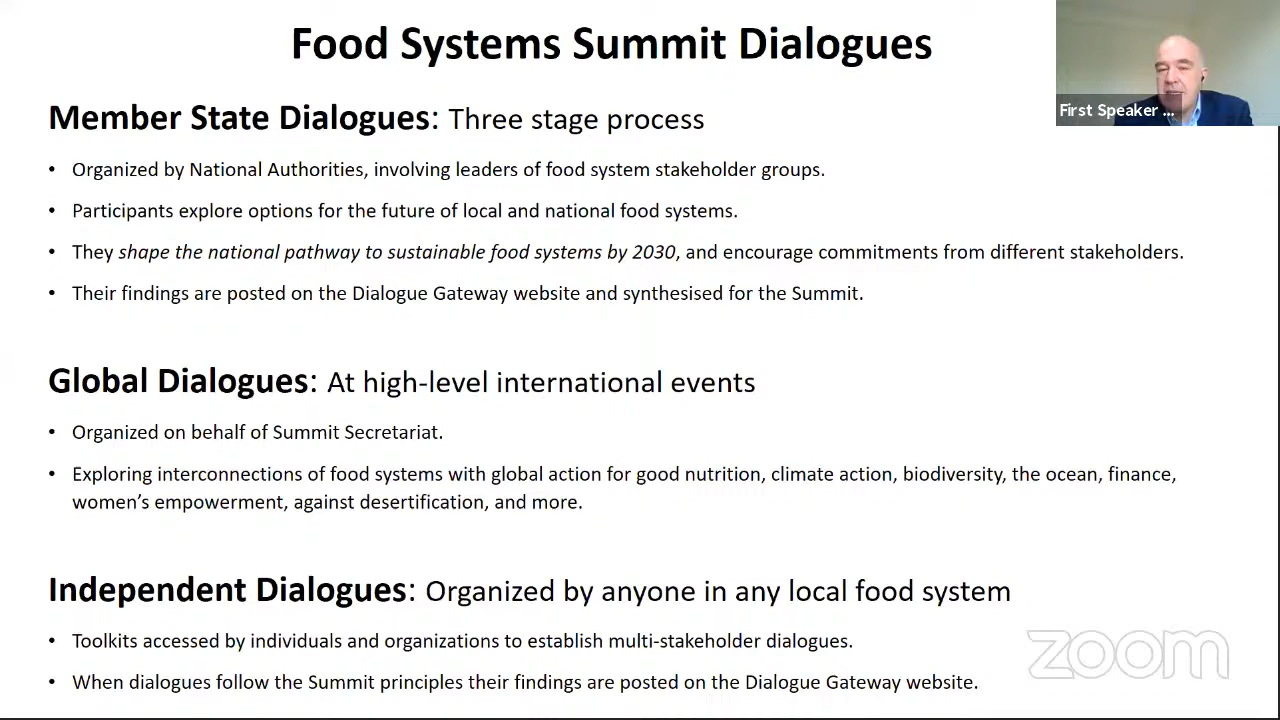 Food Systems Summit Dialogues
First Speaker ...
Member State Dialogues: Three stage process
• Organized by National Authorities, involving leaders of food system stakeholder groups.
• Participants explore options for the future of local and national food systems.
• They shape the national pathway to sustainable food systems by 2030, and encourage commitments from different stakeholders.
• Their findings are posted on the Dialogue Gateway website and synthesised for the Summit.
Global Dialogues: At high-level international events
• Organized on behalf of Summit Secretariat.
• Exploring interconnections of food systems with global action for good nutrition, climate action, biodiversity, the ocean, finance,
women’s empowerment, against desertification, and more.
Independent Dialogues: Organized by anyone in any local food system
• Toolkits accessed by individuals and organizations to establish multi-stakeholder dialogues.
• When dialogues follow the Summit principles their findings are posted on the Dialogue Gateway website.
zoom